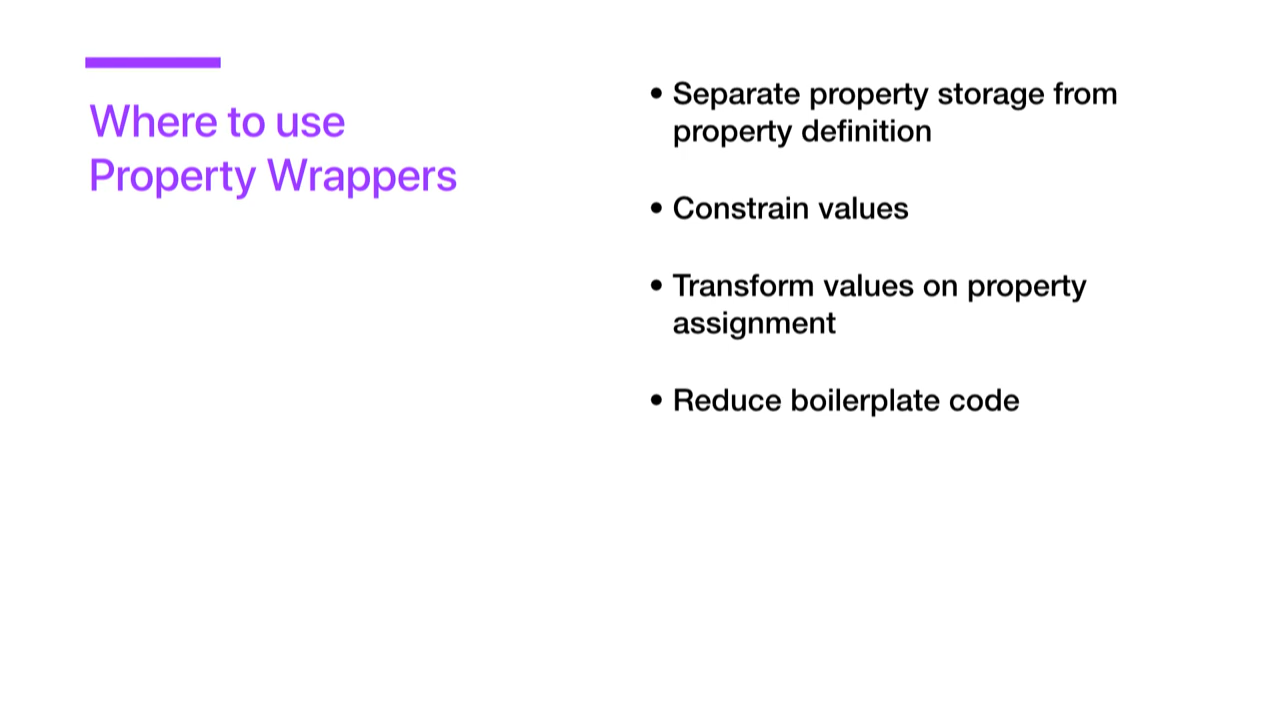 Where to use
Property Wrappers
• Separate property storage from
property definition
• Constrain values
• Transform values on property
assignment
• Reduce boilerplate code